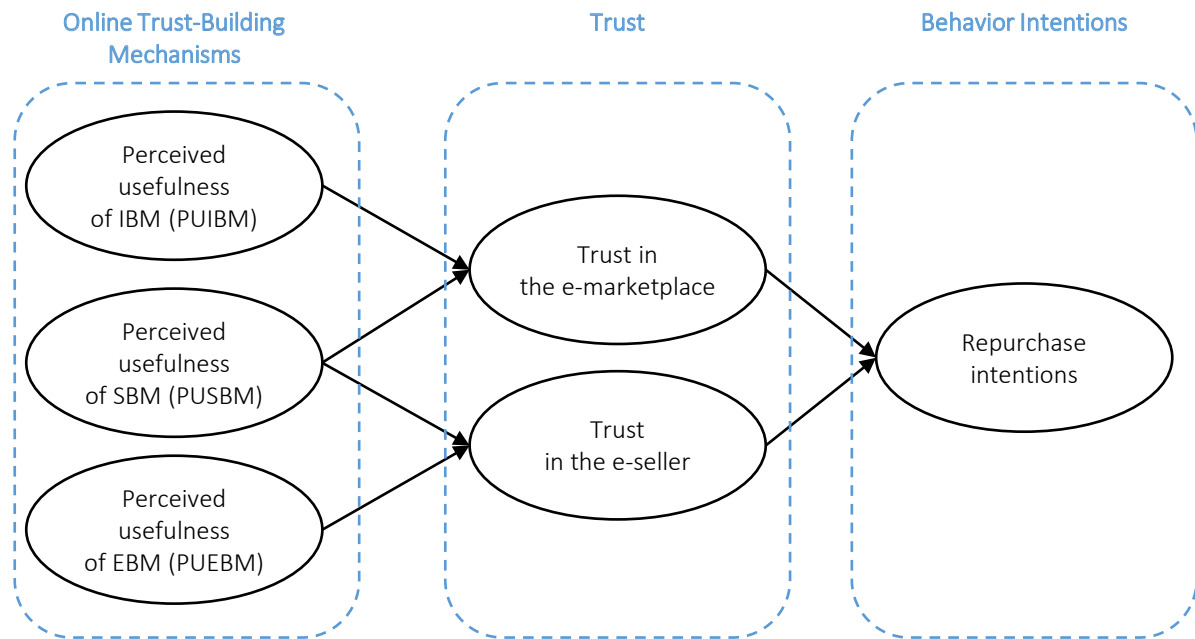 Online Trust-Building
Mechanisms
Trust
Behavior Intentions
Perceived
usefulness
of IBM (PUIBM)
Perceived
usefulness
of SBM (PUSBM)
Perceived
usefulness
of EBM (PUEBM)
Trust in
the e-marketplace
Trust
in the e-seller
Repurchase
intentions